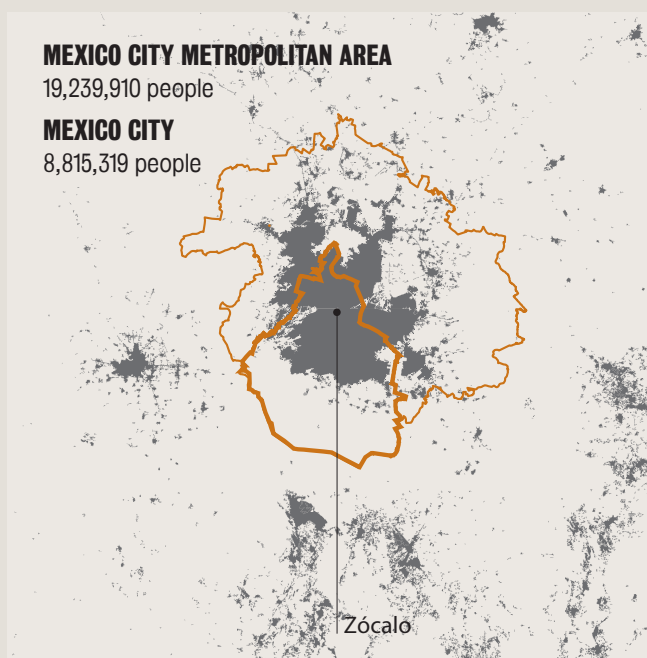 MEXICO CITY METROPOLITAN AREA
19,239,910 people
MEXICO CITY
8,815,319 people
Zócalo